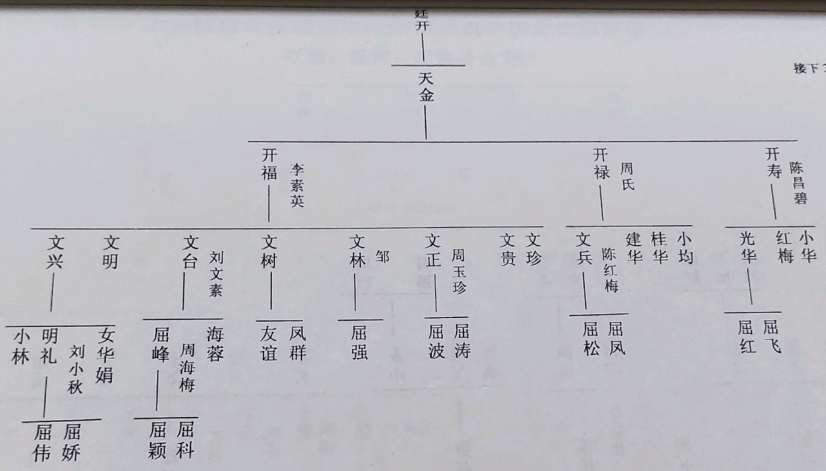 廷开
接下
天金
开福
李素英
开禄
周氏
开寿
陈昌碧
文兴
文明
文台
刘文素
文树
文林
邹
文正
周玉珍
文贵
文珍
文兵
陈红梅
建华
桂华
小均
光华
红梅
小华
小林
明礼
刘小秋
女华娟
屈峰
周海梅
海蓉
友谊
凤群
屈强
屈波
屈涛
屈松
屈凤
屈红
屈飞
屈伟
屈娇
屈颖
屈科